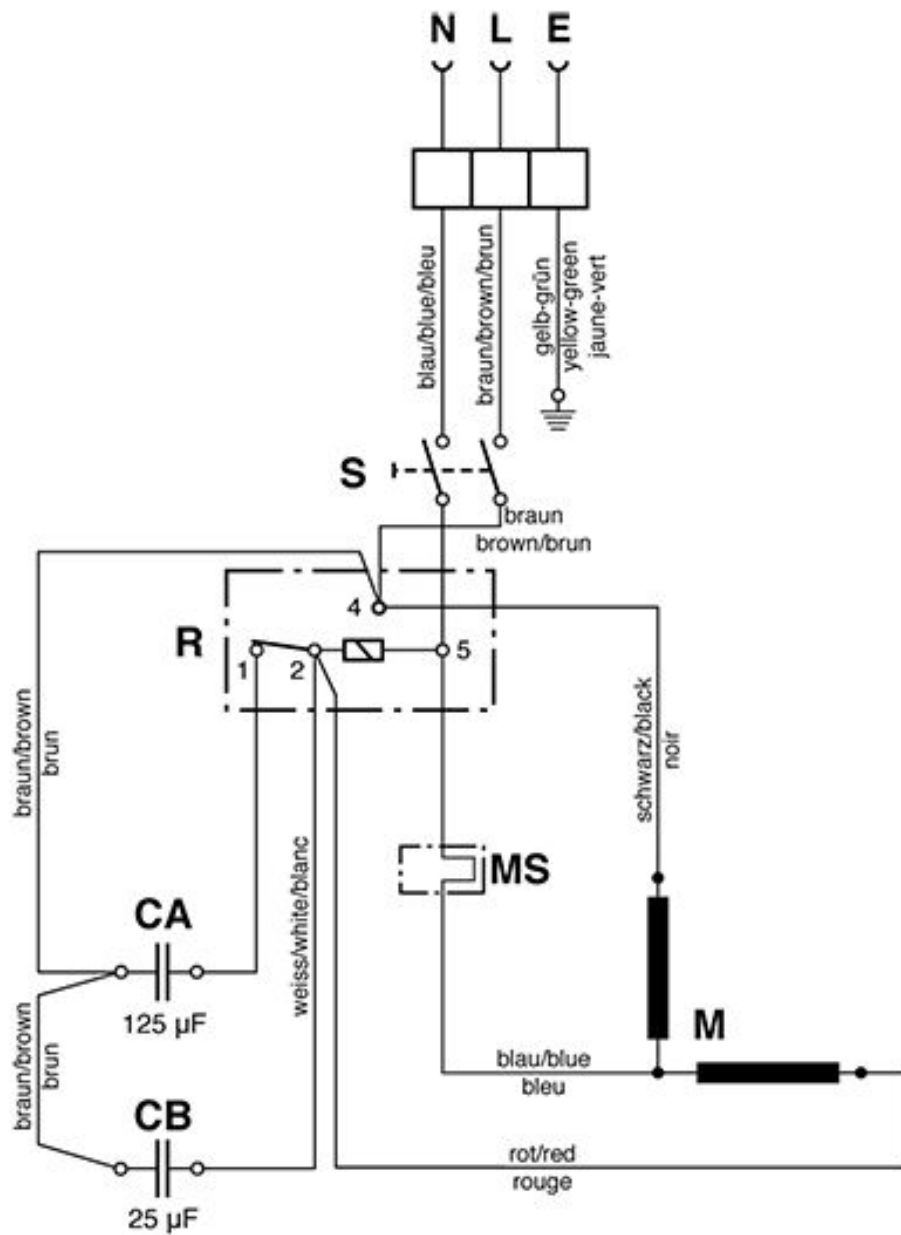 N L E
blau/blue/bleu
braun/brown/brun
gelb-grün
yellow-green
jaune-vert
S
braun
brown/brun
4
R
1
2
5
braun/brown
brun
schwarz/black
noir
weiss/white/blanc
MS
CA
125 µF
M
braun/brown
brun
blau/blue
bleu
CB
25 µF
rot/red
rouge